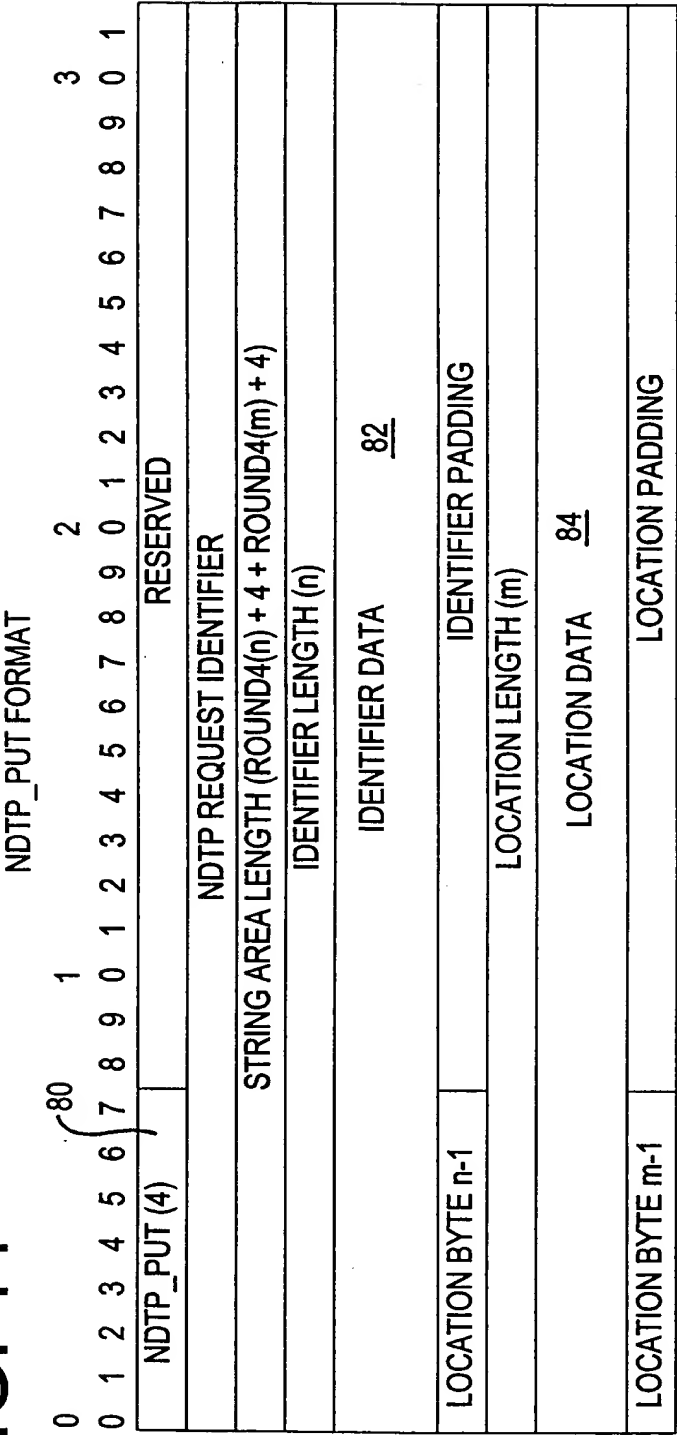 NDTP_PUT FORMAT
0 1 2 3
0 1 2 3 4 5 6 7 8 9 0 1 2 3 4 5 6 7 8 9 0 1 2 3 4 5 6 7 8 9 0 1
80
NDTP_PUT (4) RESERVED
NDTP REQUEST IDENTIFIER
STRING AREA LENGTH (ROUND4(n) + 4 + ROUND4(m) + 4)
IDENTIFIER LENGTH (n)
IDENTIFIER DATA 82
LOCATION BYTE n-1 IDENTIFIER PADDING
LOCATION LENGTH (m)
LOCATION DATA 84
LOCATION BYTE m-1 LOCATION PADDING